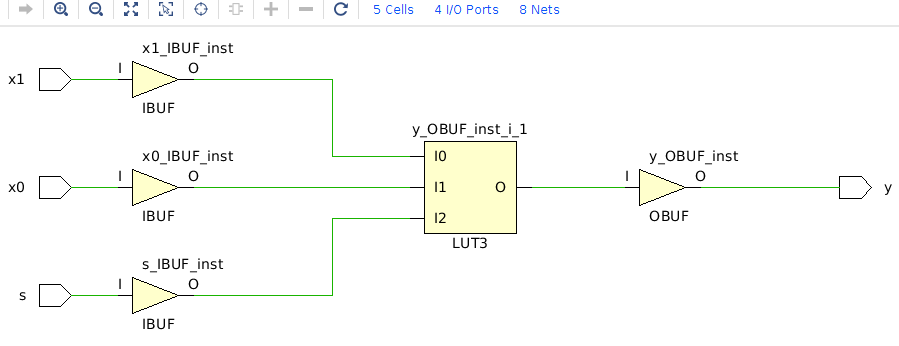 5 Cells 4 I/O Ports 8 Nets
x1_IBUF_inst
x1 I O
IBUF
y_OBUF_inst_i_1
x0_IBUF_inst I0 y_OBUF_inst
x0 I O I1 O I O y
IBUF I2 OBUF
LUT3
s_IBUF_inst
s I O
IBUF